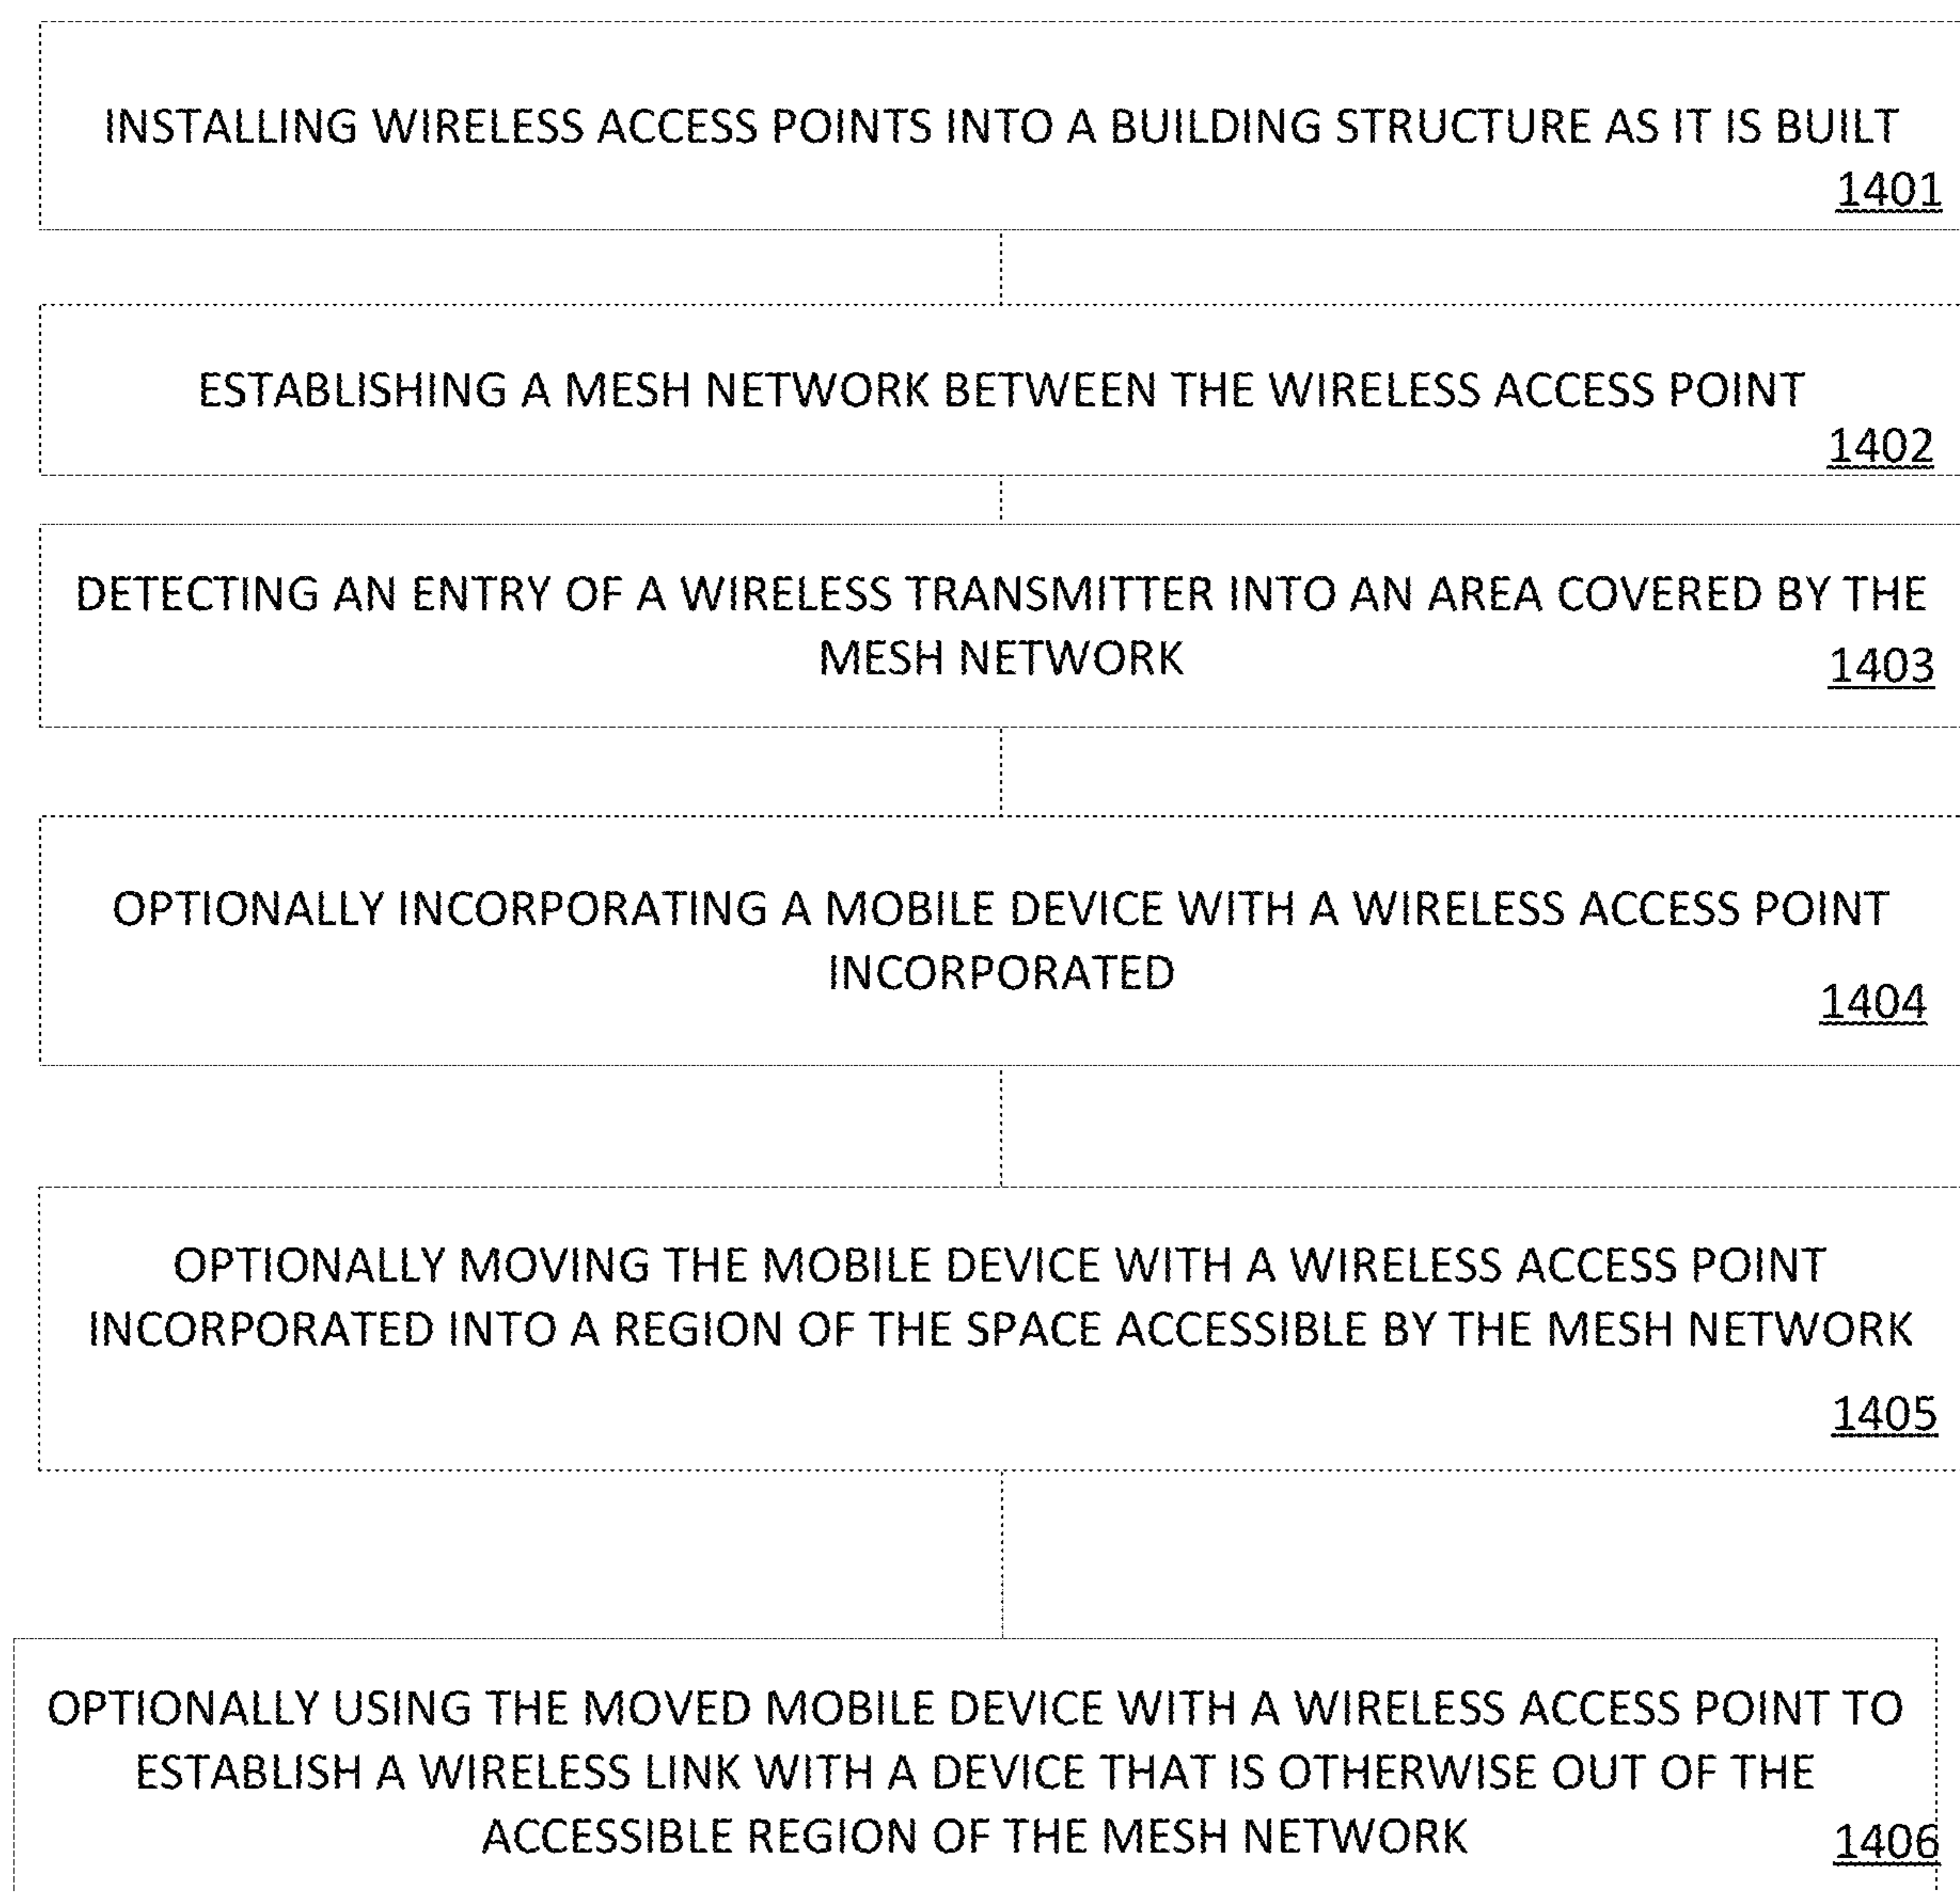 INSTALLING WIRELESS ACCESS POINTS INTO A BUILDING STRUCTURE AS IT IS BUILT
1401
ESTABLISHING A MESH NETWORK BETWEEN THE WIRELESS ACCESS POINT
1402
DETECTING AN ENTRY OF A WIRELESS TRANSMITTER INTO AN AREA COVERED BY THE
MESH NETWORK
1403
OPTIONALLY INCORPORATING A MOBILE DEVICE WITH A WIRELESS ACCESS POINT
INCORPORATED
1404
OPTIONALLY MOVING THE MOBILE DEVICE WITH A WIRELESS ACCESS POINT
INCORPORATED INTO A REGION OF THE SPACE ACCESSIBLE BY THE MESH NETWORK
1405
OPTIONALLY USING THE MOVED MOBILE DEVICE WITH A WIRELESS ACCESS POINT TO
ESTABLISH A WIRELESS LINK WITH A DEVICE THAT IS OTHERWISE OUT OF THE
ACCESSIBLE REGION OF THE MESH NETWORK
1406